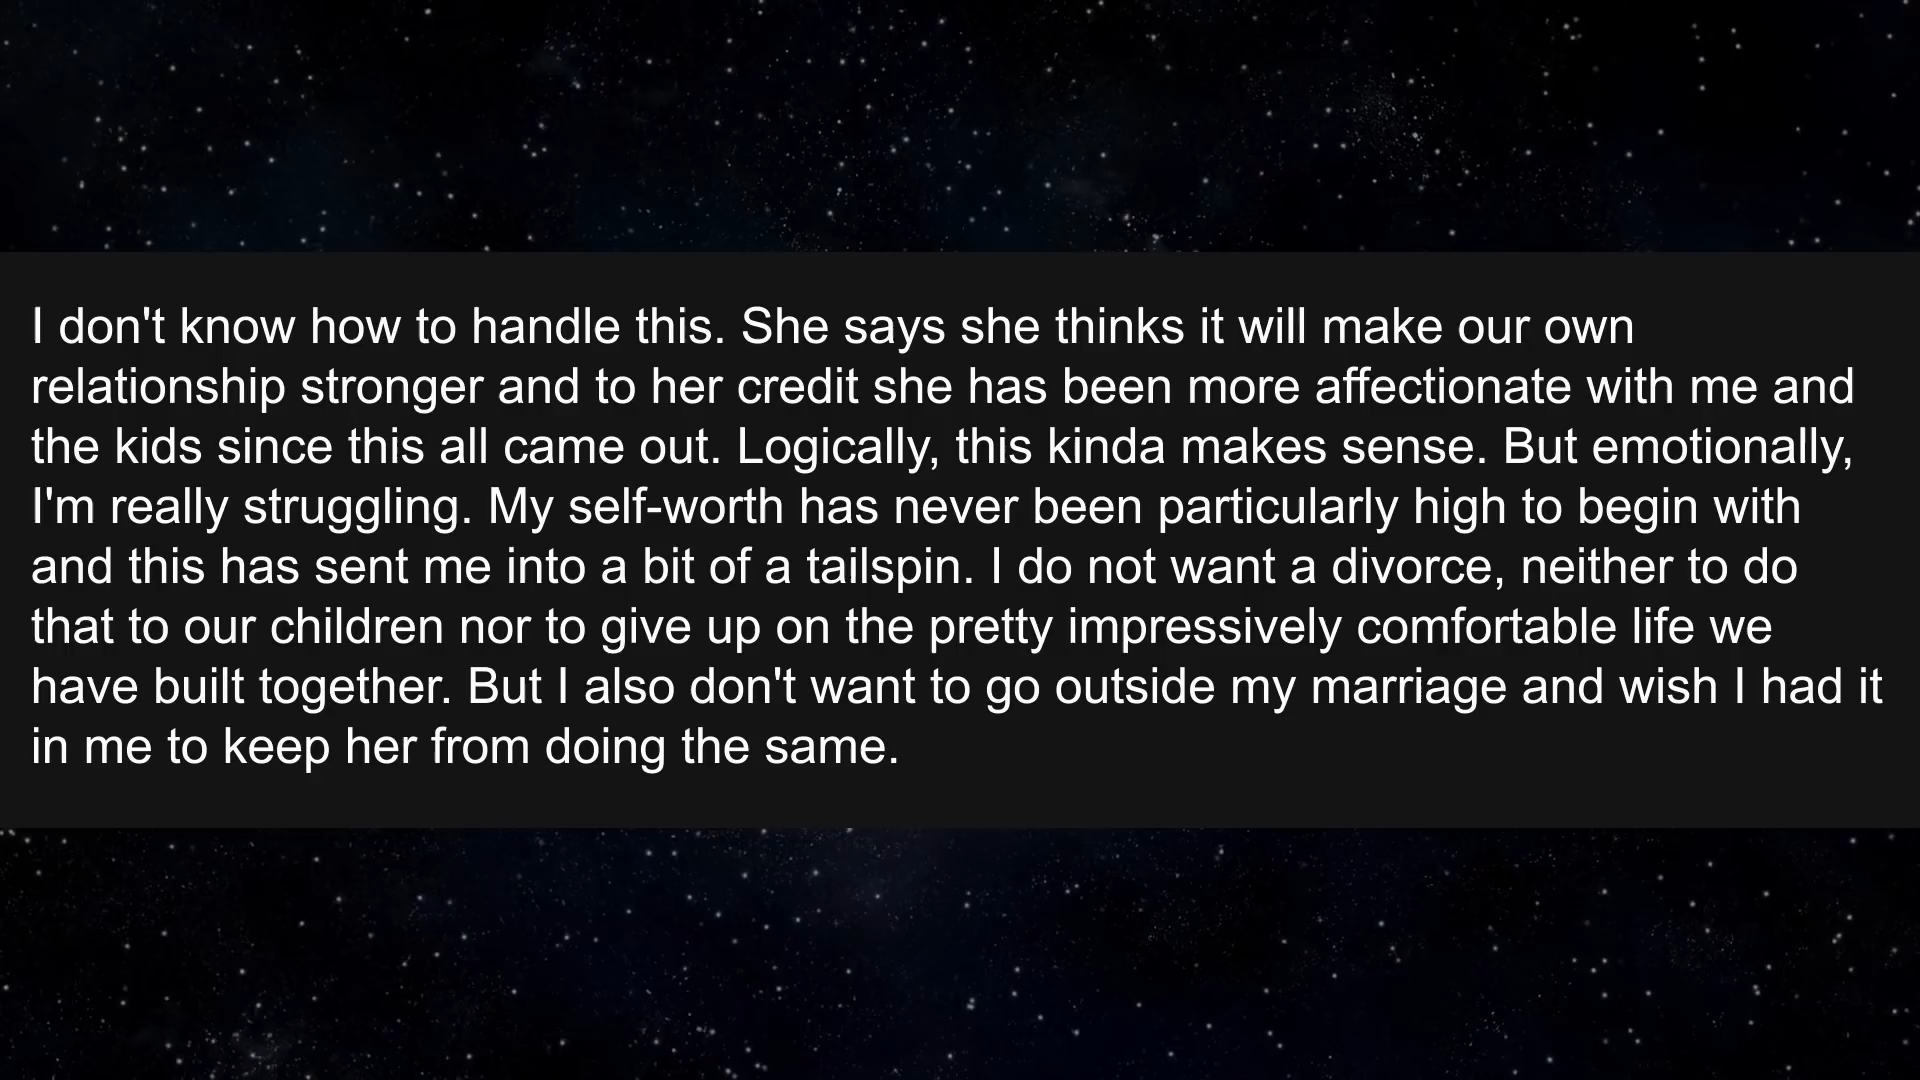 I don't know how to handle this. She says she thinks it will make our own
relationship stronger and to her credit she has been more affectionate with me and
the kids since this all came out. Logically, this kinda makes sense. But emotionally,
I'm really struggling. My self-worth has never been particularly high to begin with
and this has sent me into a bit of a tailspin. I do not want a divorce, neither to do
that to our children nor to give up on the pretty impressively comfortable life we
have built together. But I also don't want to go outside my marriage and wish I had it
in me to keep her from doing the same.